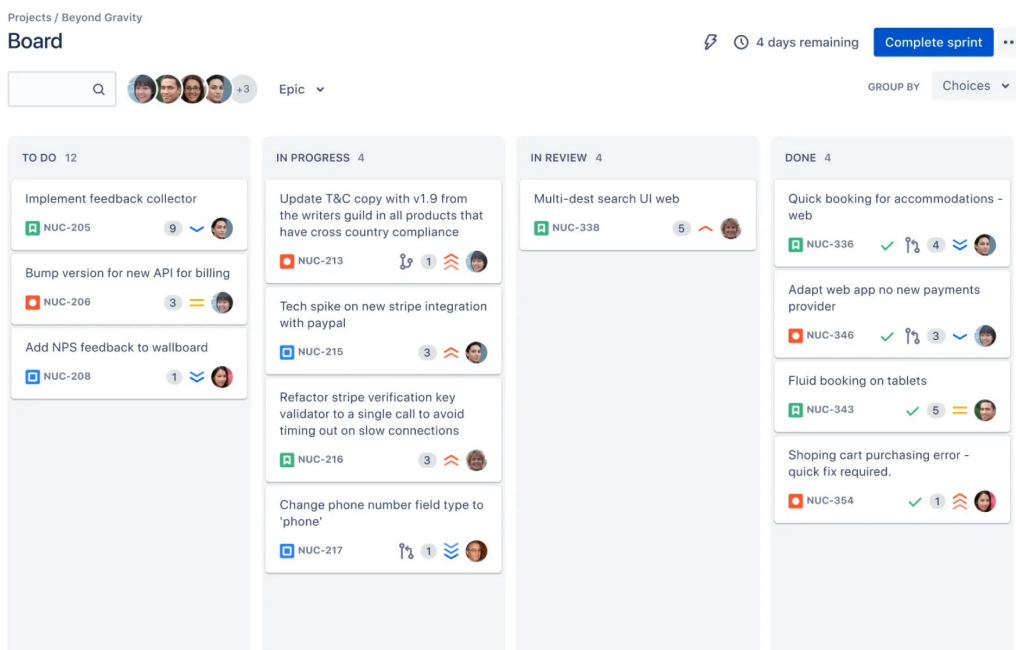 Projects / Beyond Gravity
Board
4 days remaining
Complete sprint
+3
Epic
GROUP BY
Choices
TO DO 12
Implement feedback collector
NUC-205
9
Bump version for new API for billing
NUC-206
3
Add NPS feedback to wallboard
NUC-208
1
IN PROGRESS 4
Update T&C copy with v1.9 from
the writers guild in all products that
have cross country compliance
NUC-213
1
Tech spike on new stripe integration
with paypal
NUC-215
3
Refactor stripe verification key
validator to a single call to avoid
timing out on slow connections
NUC-216
3
Change phone number field type to
'phone'
NUC-217
1
IN REVIEW 4
Multi-dest search UI web
NUC-338
5
DONE 4
Quick booking for accommodations -
web
NUC-336
4
Adapt web app no new payments
provider
NUC-346
3
Fluid booking on tablets
NUC-343
5
Shoping cart purchasing error -
quick fix required.
NUC-354
1